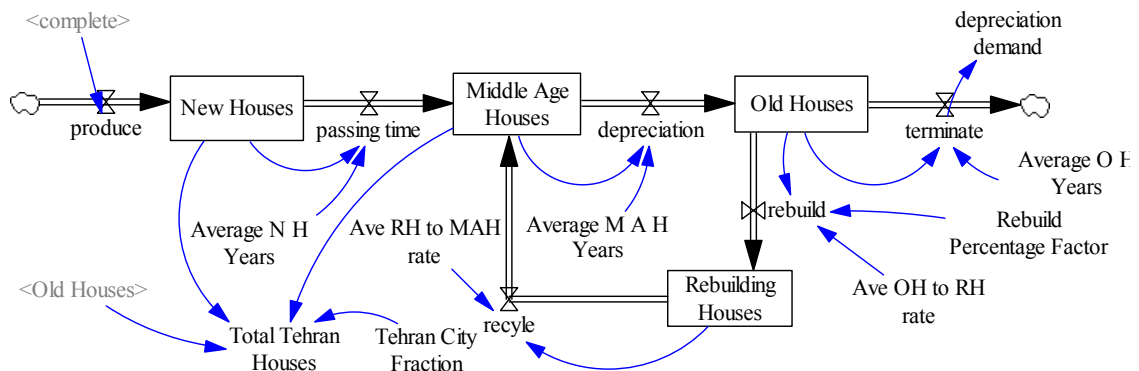 <complete>
depreciation
demand
New Houses
Middle Age
Houses
Old Houses
produce
passing time
depreciation
terminate
Average O H
Years
Average N H
Years
Ave RH to MAH
rate
Average M A H
Years
rebuild
Rebuild
Percentage Factor
<Old Houses>
Rebuilding
Houses
Ave OH to RH
rate
Total Tehran
Houses
Tehran City
Fraction
recyle